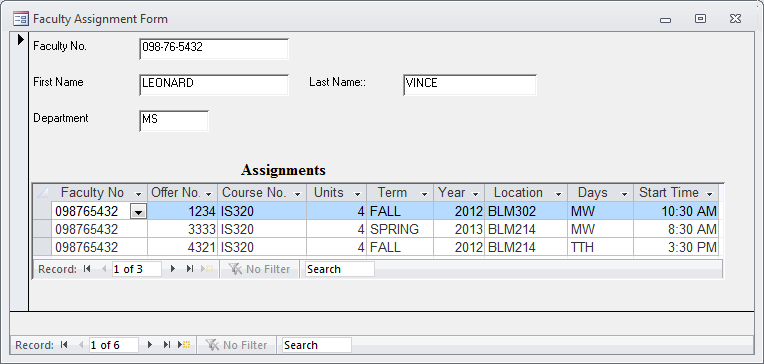 Faculty Assignment Form
Faculty No. 098-76-5432
First Name LEONARD Last Name:: VINCE
Department MS
Assignments
Faculty No Offer No. Course No. Units Term Year Location Days Start Time
098765432 1234 IS320 4 FALL 2012 BLM302 MW 10:30 AM
098765432 3333 IS320 4 SPRING 2013 BLM214 MW 8:30 AM
098765432 4321 IS320 4 FALL 2012 BLM214 TTH 3:30 PM
Record: 1 of 3 No Filter Search
Record: 1 of 6 No Filter Search